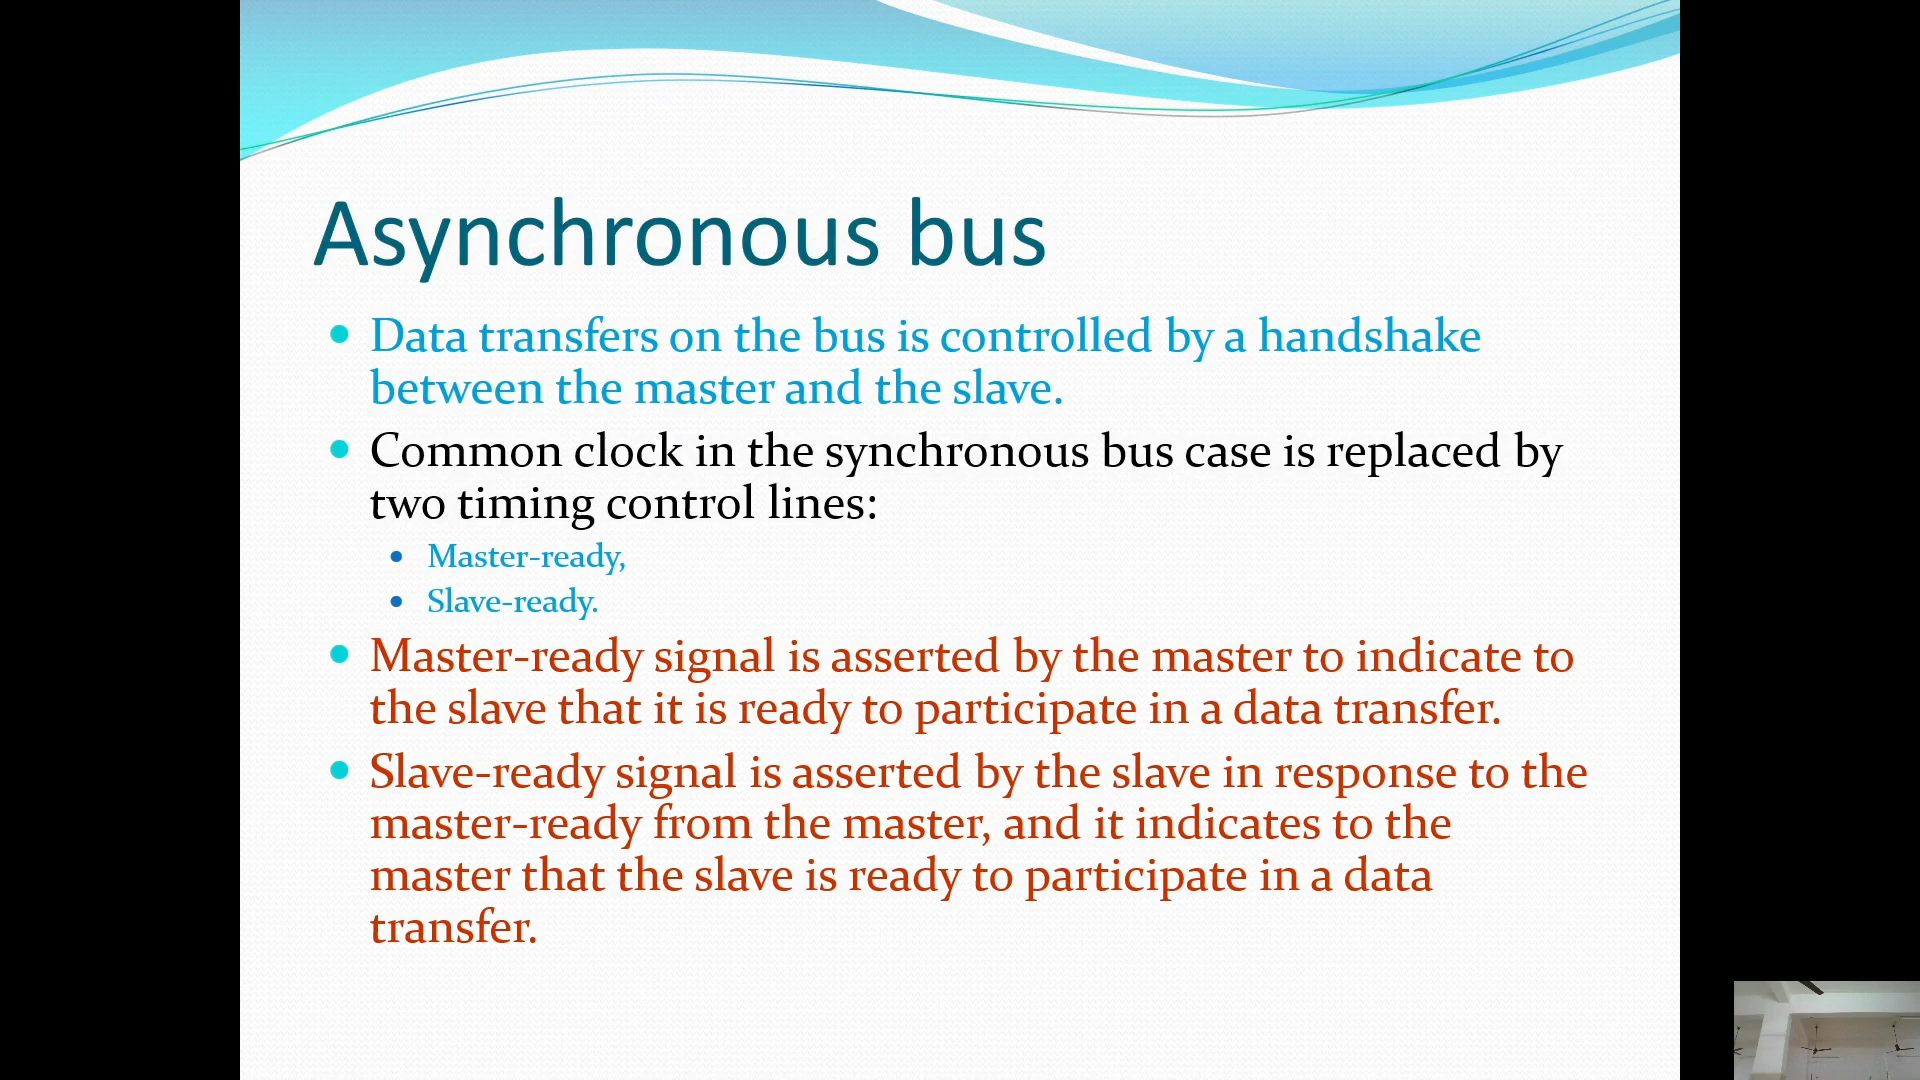 Asynchronous bus
Data transfers on the bus is controlled by a handshake
between the master and the slave.
Common clock in the synchronous bus case is replaced by
two timing control lines:
Master-ready,
Slave-ready.
Master-ready signal is asserted by the master to indicate to
the slave that it is ready to participate in a data transfer.
Slave-ready signal is asserted by the slave in response to the
master-ready from the master, and it indicates to the
master that the slave is ready to participate in a data
transfer.